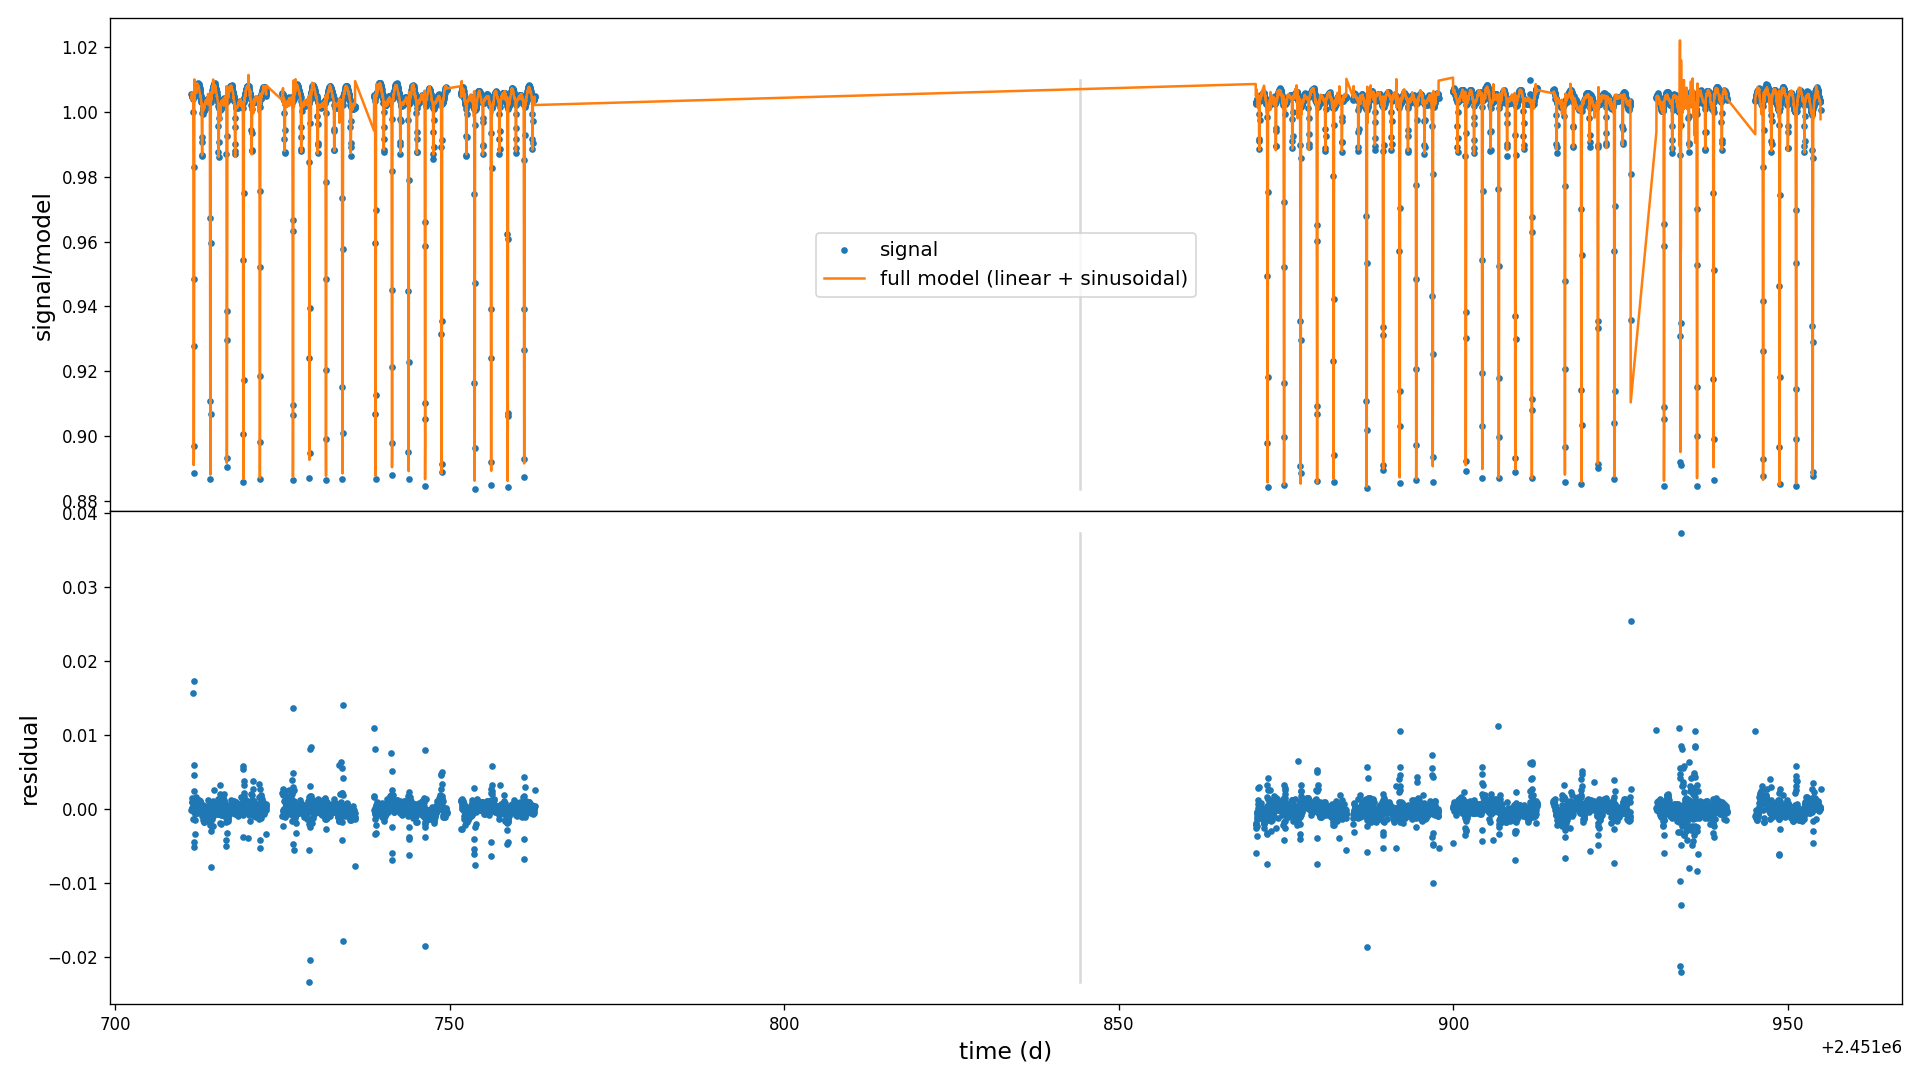 1.02
1.00
0.98
0.96
0.94
0.92
0.90
0.88
signal/model
signal
full model (linear + sinusoidal)
0.04
0.03
0.02
0.01
0.00
−0.01
−0.02
residual
700 750 800 850 900 950
time (d)
+2.451e6